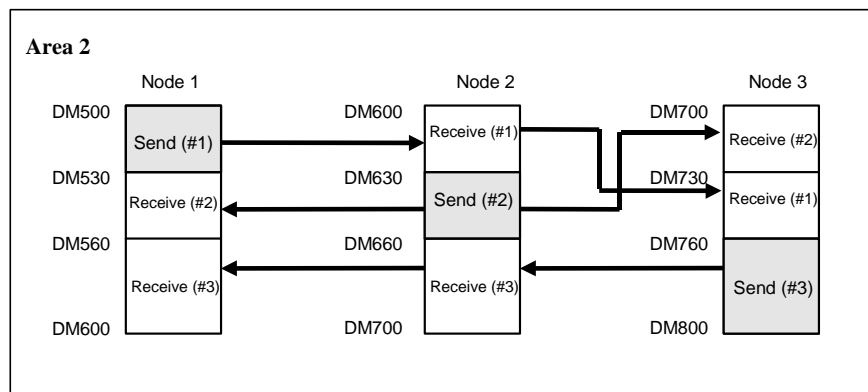 Area 2
Node 1
Node 2
Node 3
DM500
DM600
DM700
Send (#1)
Receive (#1)
Receive (#2)
DM530
DM630
DM730
Receive (#2)
Send (#2)
Receive (#1)
DM560
DM660
DM760
Receive (#3)
Receive (#3)
Send (#3)
DM600
DM700
DM800